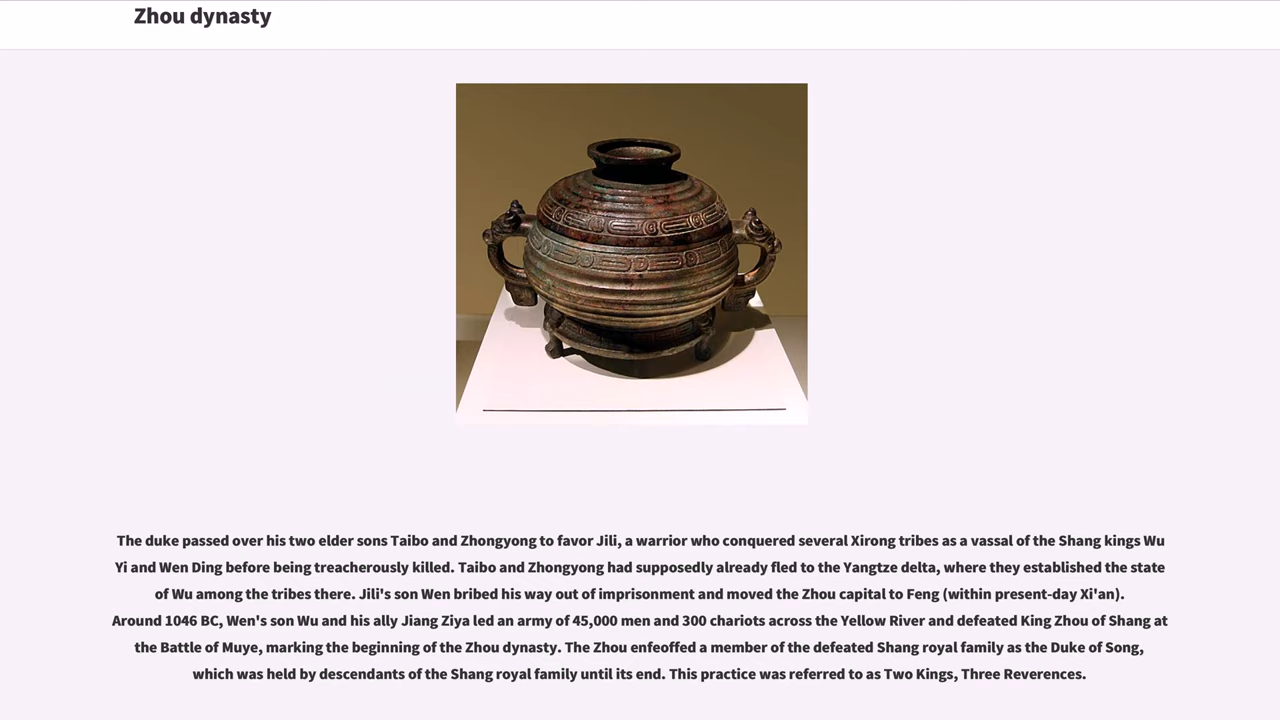 Zhou dynasty
The duke passed over his two elder sons Taibo and Zhongyong to favor Jili, a warrior who conquered several Xirong tribes as a vassal of the Shang kings Wu
Yi and Wen Ding before being treacherously killed. Taibo and Zhongyong had supposedly already fled to the Yangtze delta, where they established the state
of Wu among the tribes there. Jili's son Wen bribed his way out of imprisonment and moved the Zhou capital to Feng (within present-day Xi'an).
Around 1046 BC, Wen's son Wu and his ally Jiang Ziya led an army of 45,000 men and 300 chariots across the Yellow River and defeated King Zhou of Shang at
the Battle of Muye, marking the beginning of the Zhou dynasty. The Zhou enfeoffed a member of the defeated Shang royal family as the Duke of Song,
which was held by descendants of the Shang royal family until its end. This practice was referred to as Two Kings, Three Reverences.